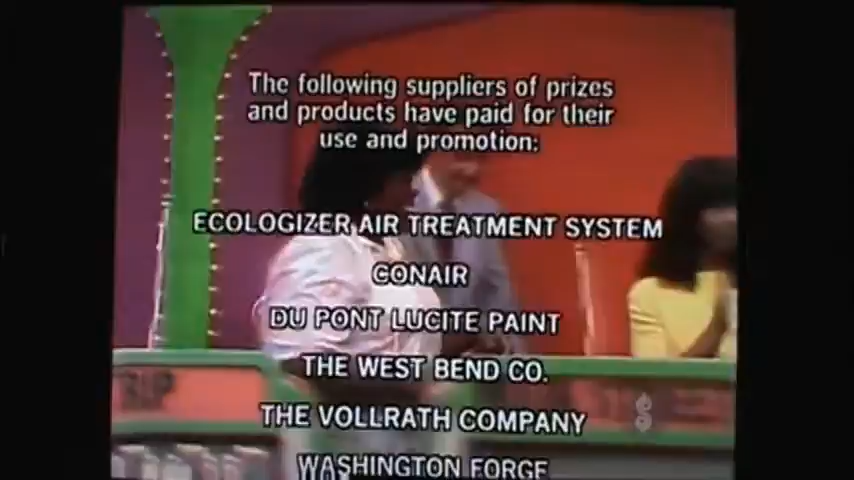 The following suppliers of prizes
and products have paid for their
use and promotion:
ECOLOGIZER AIR TREATMENT SYSTEM
CONAIR
DU PONT LUCITE PAINT
THE WEST BEND CO.
THE VOLLRATH COMPANY
WASHINGTON FORGE
$